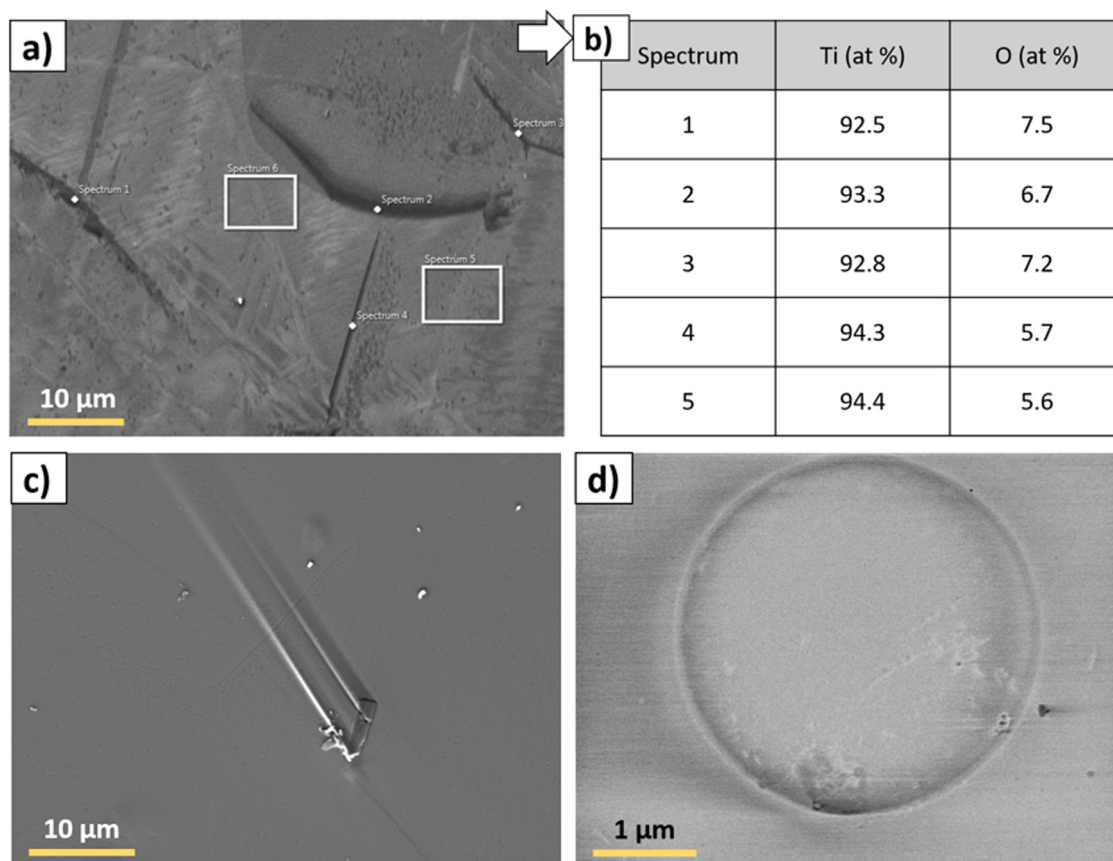 a)
Spectrum 3
Spectrum 6
Spectrum 1
Spectrum 2
Spectrum 5
Spectrum 4
10 µm
b)
Spectrum Ti (at %) O (at %)
1 92.5 7.5
2 93.3 6.7
3 92.8 7.2
4 94.3 5.7
5 94.4 5.6
c)
10 µm
d)
1 µm